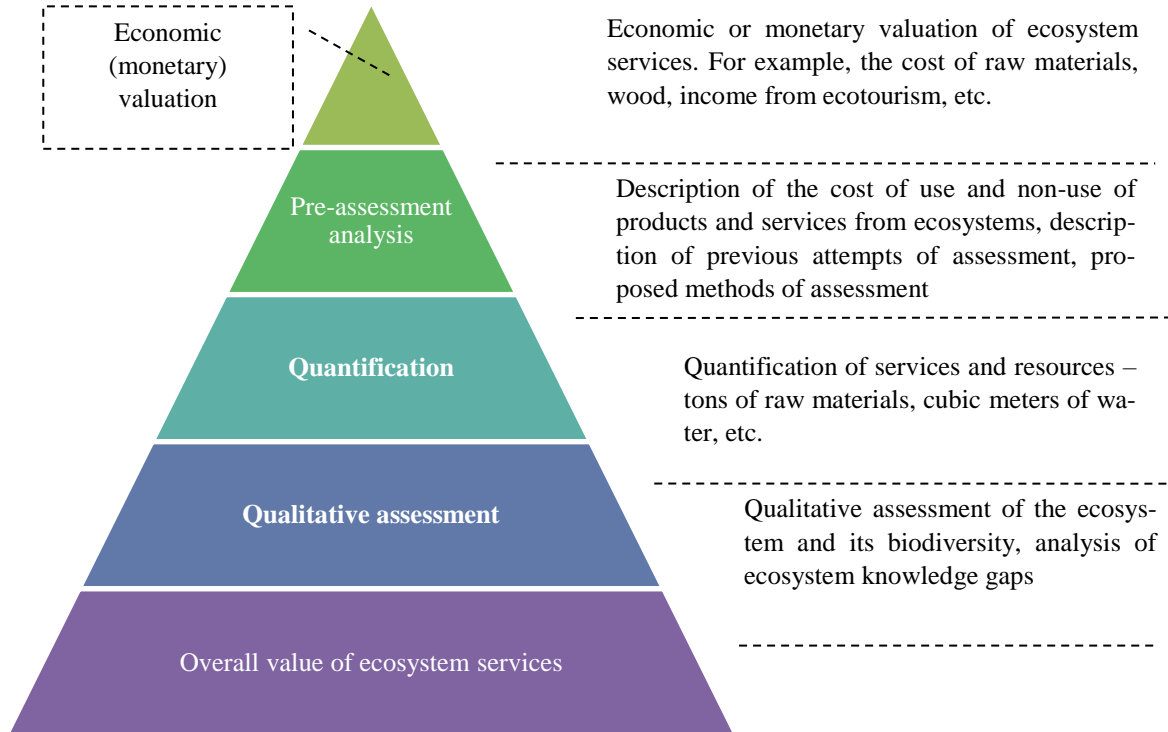 Economic
(monetary)
valuation
Economic or monetary valuation of ecosystem
services. For example, the cost of raw materials,
wood, income from ecotourism, etc.
Pre-assessment
analysis
Description of the cost of use and non-use of
products and services from ecosystems, descrip-
tion of previous attempts of assessment, pro-
posed methods of assessment
Quantification
Quantification of services and resources –
tons of raw materials, cubic meters of wa-
ter, etc.
Qualitative assessment
Qualitative assessment of the ecosys-
tem and its biodiversity, analysis of
ecosystem knowledge gaps
Overall value of ecosystem services